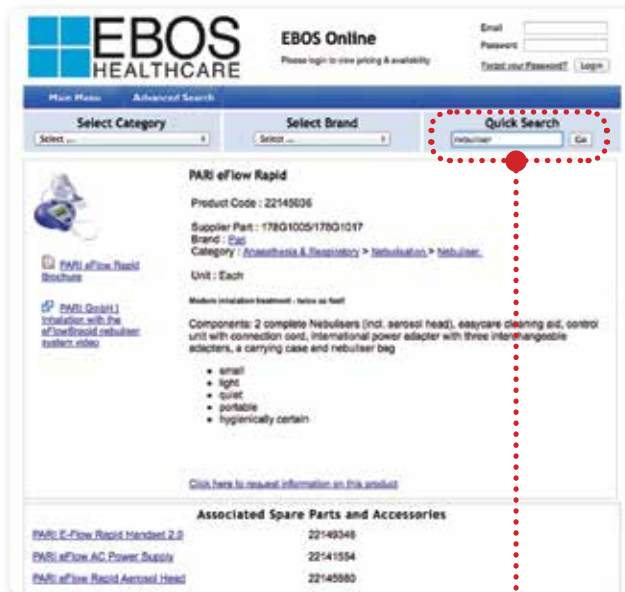 EBOS
HEALTHCARE
EBOS Online
Please login to view pricing & availability
Email
Password
Forgot your Password? Login
Main Menu Advanced Search
Select Category
Select ...
Select Brand
Select ...
Quick Search
nebuliser Go
PARI eFlow Rapid
Product Code : 22145036
Supplier Part : 178G1005/178G1017
Brand : Pari
Category : Anaesthesia & Respiratory > Nebulisation > Nebuliser.
Unit : Each
Modern inhalation treatment - twice as fast!
Components: 2 complete Nebulisers (incl. aerosol head), easycare cleaning aid, control
unit with connection cord, international power adapter with three interchangeable
adapters, a carrying case and nebuliser bag
small
light
quiet
portable
hygienically certain
PARI eFlow Rapid
Brochure
PARI GmbH |
Inhalation with the
eFlow®rapid nebuliser
system video
Click here to request information on this product
Associated Spare Parts and Accessories
PARI E-Flow Rapid Handset 2.0 22149346
PARI eFlow AC Power Supply 22141554
PARI eFlow Rapid Aerosol Head 22145560